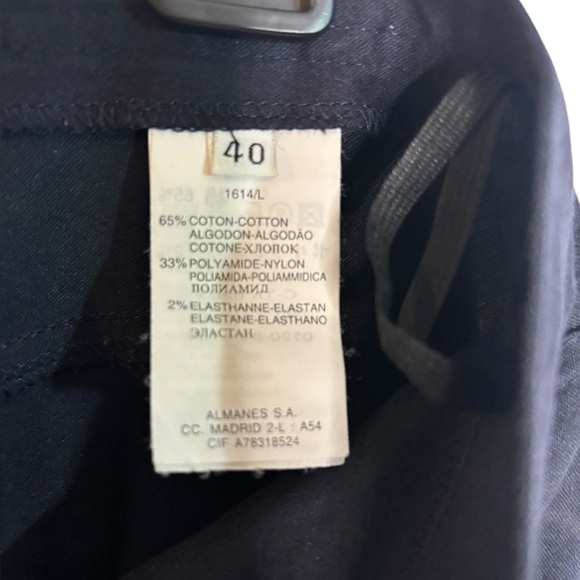 40
1614/L
65% COTON-COTTON
ALGODON-ALGODÃO
COTONE-ХЛОПОК
33% POLYAMIDE-NYLON
POLIAMIDA-POLIAMMIDICA
ПОЛИАМИД
2% ELASTHANNE-ELASTAN
ELASTANE-ELASTHANO
ЭЛАСТАН
ALMANES S.A.
CC. MADRID 2-L : A54
CIF A78318524